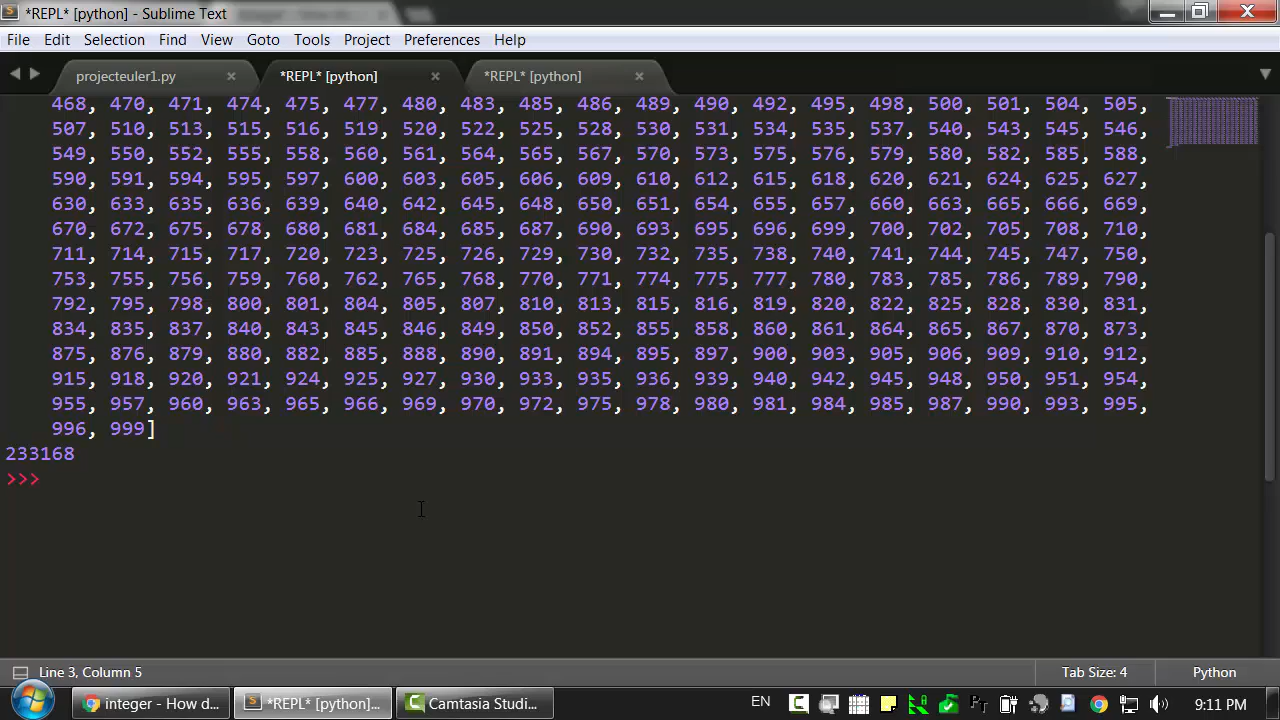 *REPL* [python] - Sublime Text
File Edit Selection Find View Goto Tools Project Preferences Help
projecteuler1.py × *REPL* [python] × *REPL* [python] ×
468, 470, 471, 474, 475, 477, 480, 483, 485, 486, 489, 490, 492, 495, 498, 500, 501, 504, 505,
507, 510, 513, 515, 516, 519, 520, 522, 525, 528, 530, 531, 534, 535, 537, 540, 543, 545, 546,
549, 550, 552, 555, 558, 560, 561, 564, 565, 567, 570, 573, 575, 576, 579, 580, 582, 585, 588,
590, 591, 594, 595, 597, 600, 603, 605, 606, 609, 610, 612, 615, 618, 620, 621, 624, 625, 627,
630, 633, 635, 636, 639, 640, 642, 645, 648, 650, 651, 654, 655, 657, 660, 663, 665, 666, 669,
670, 672, 675, 678, 680, 681, 684, 685, 687, 690, 693, 695, 696, 699, 700, 702, 705, 708, 710,
711, 714, 715, 717, 720, 723, 725, 726, 729, 730, 732, 735, 738, 740, 741, 744, 745, 747, 750,
753, 755, 756, 759, 760, 762, 765, 768, 770, 771, 774, 775, 777, 780, 783, 785, 786, 789, 790,
792, 795, 798, 800, 801, 804, 805, 807, 810, 813, 815, 816, 819, 820, 822, 825, 828, 830, 831,
834, 835, 837, 840, 843, 845, 846, 849, 850, 852, 855, 858, 860, 861, 864, 865, 867, 870, 873,
875, 876, 879, 880, 882, 885, 888, 890, 891, 894, 895, 897, 900, 903, 905, 906, 909, 910, 912,
915, 918, 920, 921, 924, 925, 927, 930, 933, 935, 936, 939, 940, 942, 945, 948, 950, 951, 954,
955, 957, 960, 963, 965, 966, 969, 970, 972, 975, 978, 980, 981, 984, 985, 987, 990, 993, 995,
996, 999]
233168
>>>
Line 3, Column 5 Tab Size: 4 Python
integer - How d... *REPL* [python]... Camtasia Studi... EN 9:11 PM